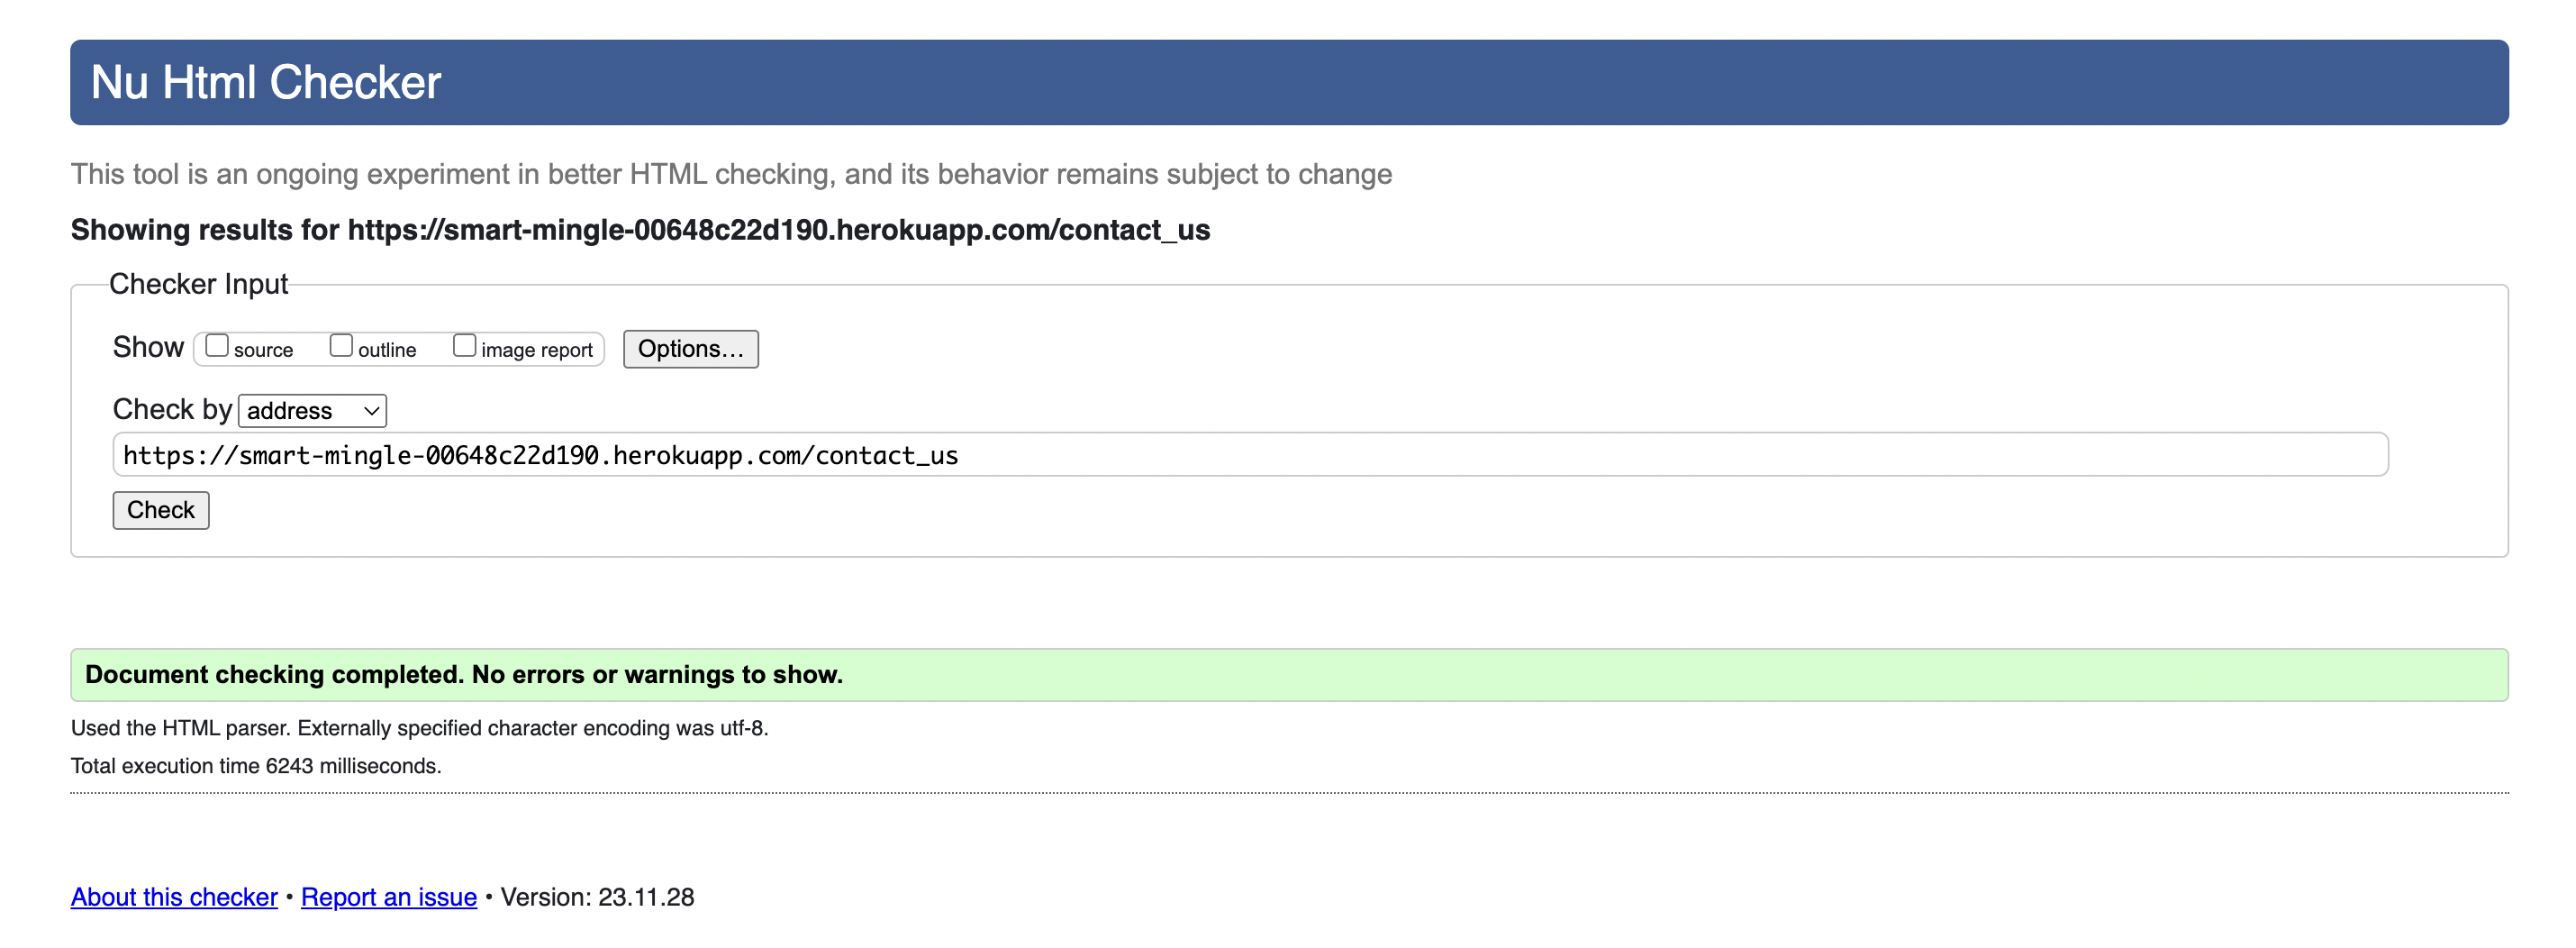 Nu Html Checker
This tool is an ongoing experiment in better HTML checking, and its behavior remains subject to change
Showing results for https://smart-mingle-00648c22d190.herokuapp.com/contact_us
Checker Input
Show source outline image report Options...
Check by address
https://smart-mingle-00648c22d190.herokuapp.com/contact_us
Check
Document checking completed. No errors or warnings to show.
Used the HTML parser. Externally specified character encoding was utf-8.
Total execution time 6243 milliseconds.
About this checker • Report an issue • Version: 23.11.28